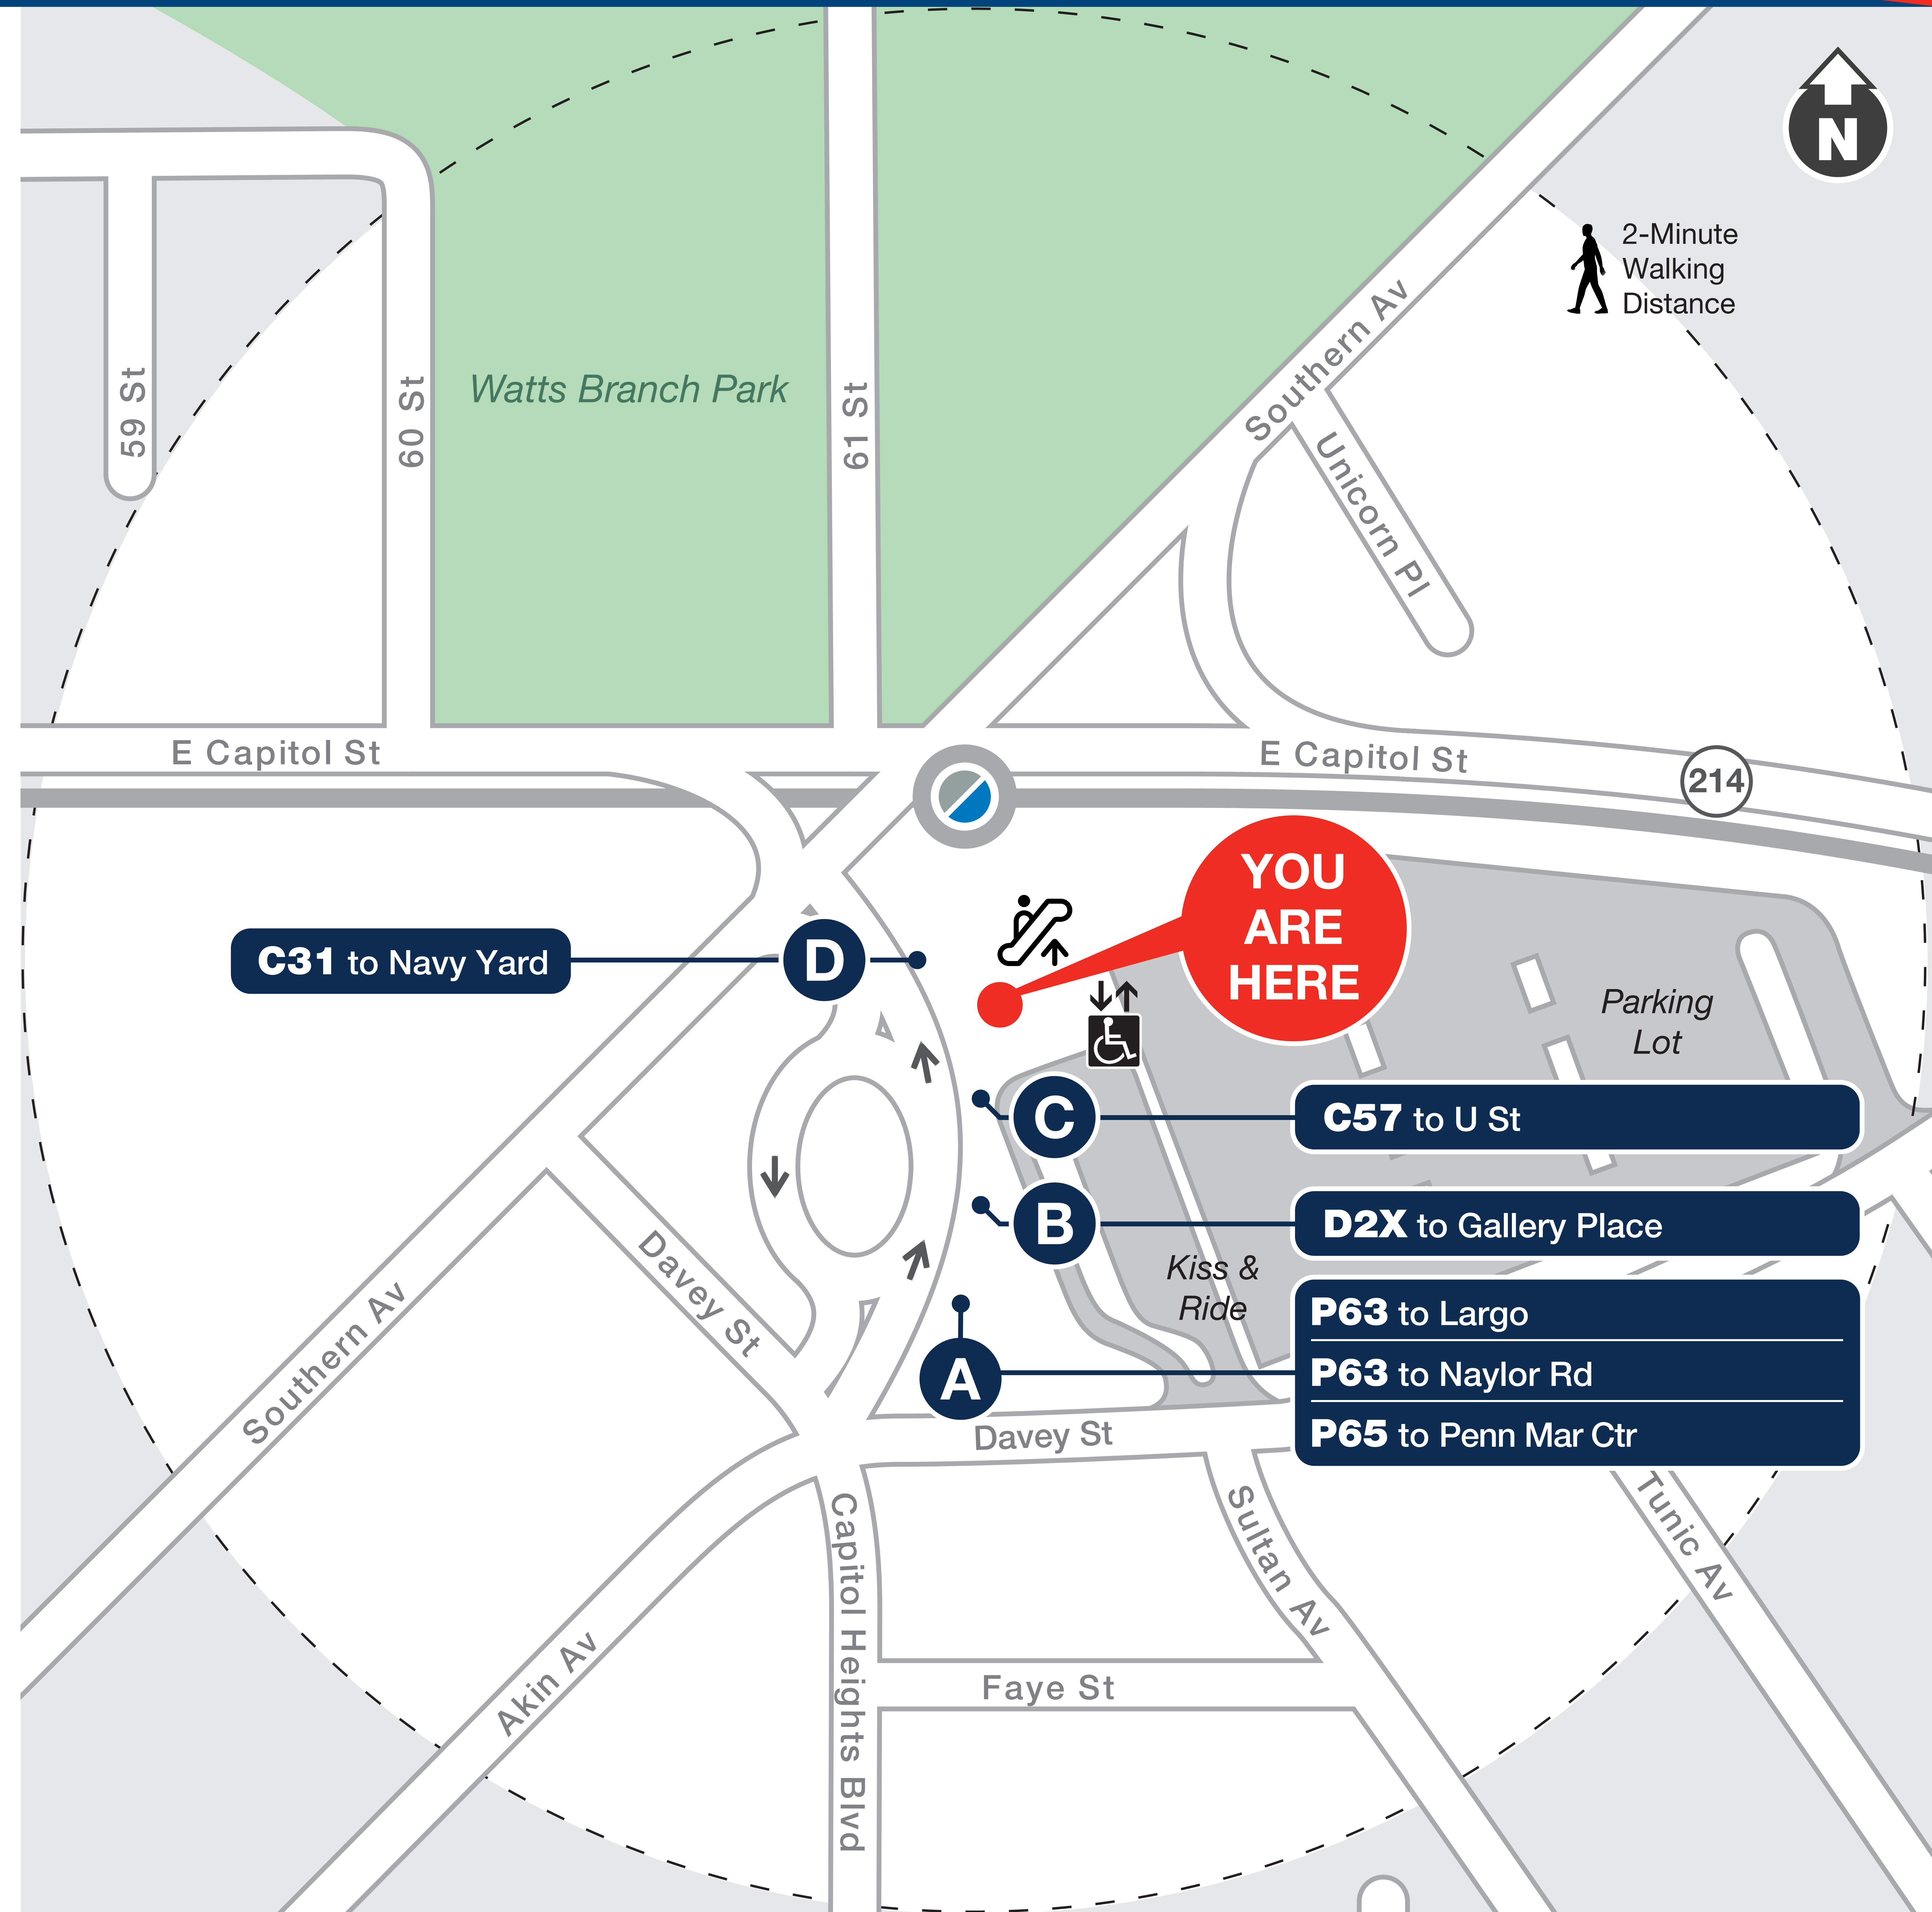 N
2-Minute
Walking
Distance
Southern Av
59 St
60 St
Watts Branch Park
61 St
Unicorn Pl
E Capitol St
E Capitol St
214
YOU
ARE
HERE
C31 to Navy Yard
D
Parking
Lot
C
C57 to U St
B
D2X to Gallery Place
Kiss &
Ride
Davey St
Southern Av
A
P63 to Largo
P63 to Naylor Rd
P65 to Penn Mar Ctr
Davey St
Capitol Heights Blvd
Sultan Av
Tunic Av
Akin Av
Faye St